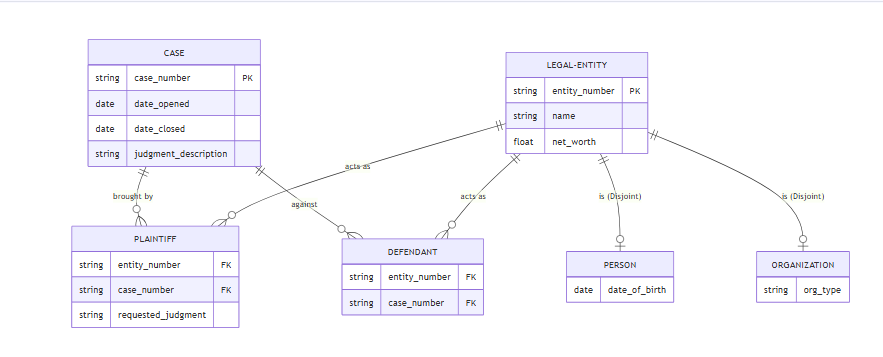 CASE
string case_number PK
date date_opened
date date_closed
string judgment_description
LEGAL-ENTITY
string entity_number PK
string name
float net_worth
acts as
brought by
against
acts as
is (Disjoint)
is (Disjoint)
PLAINTIFF
string entity_number FK
string case_number FK
string requested_judgment
DEFENDANT
string entity_number FK
string case_number FK
PERSON
date date_of_birth
ORGANIZATION
string org_type